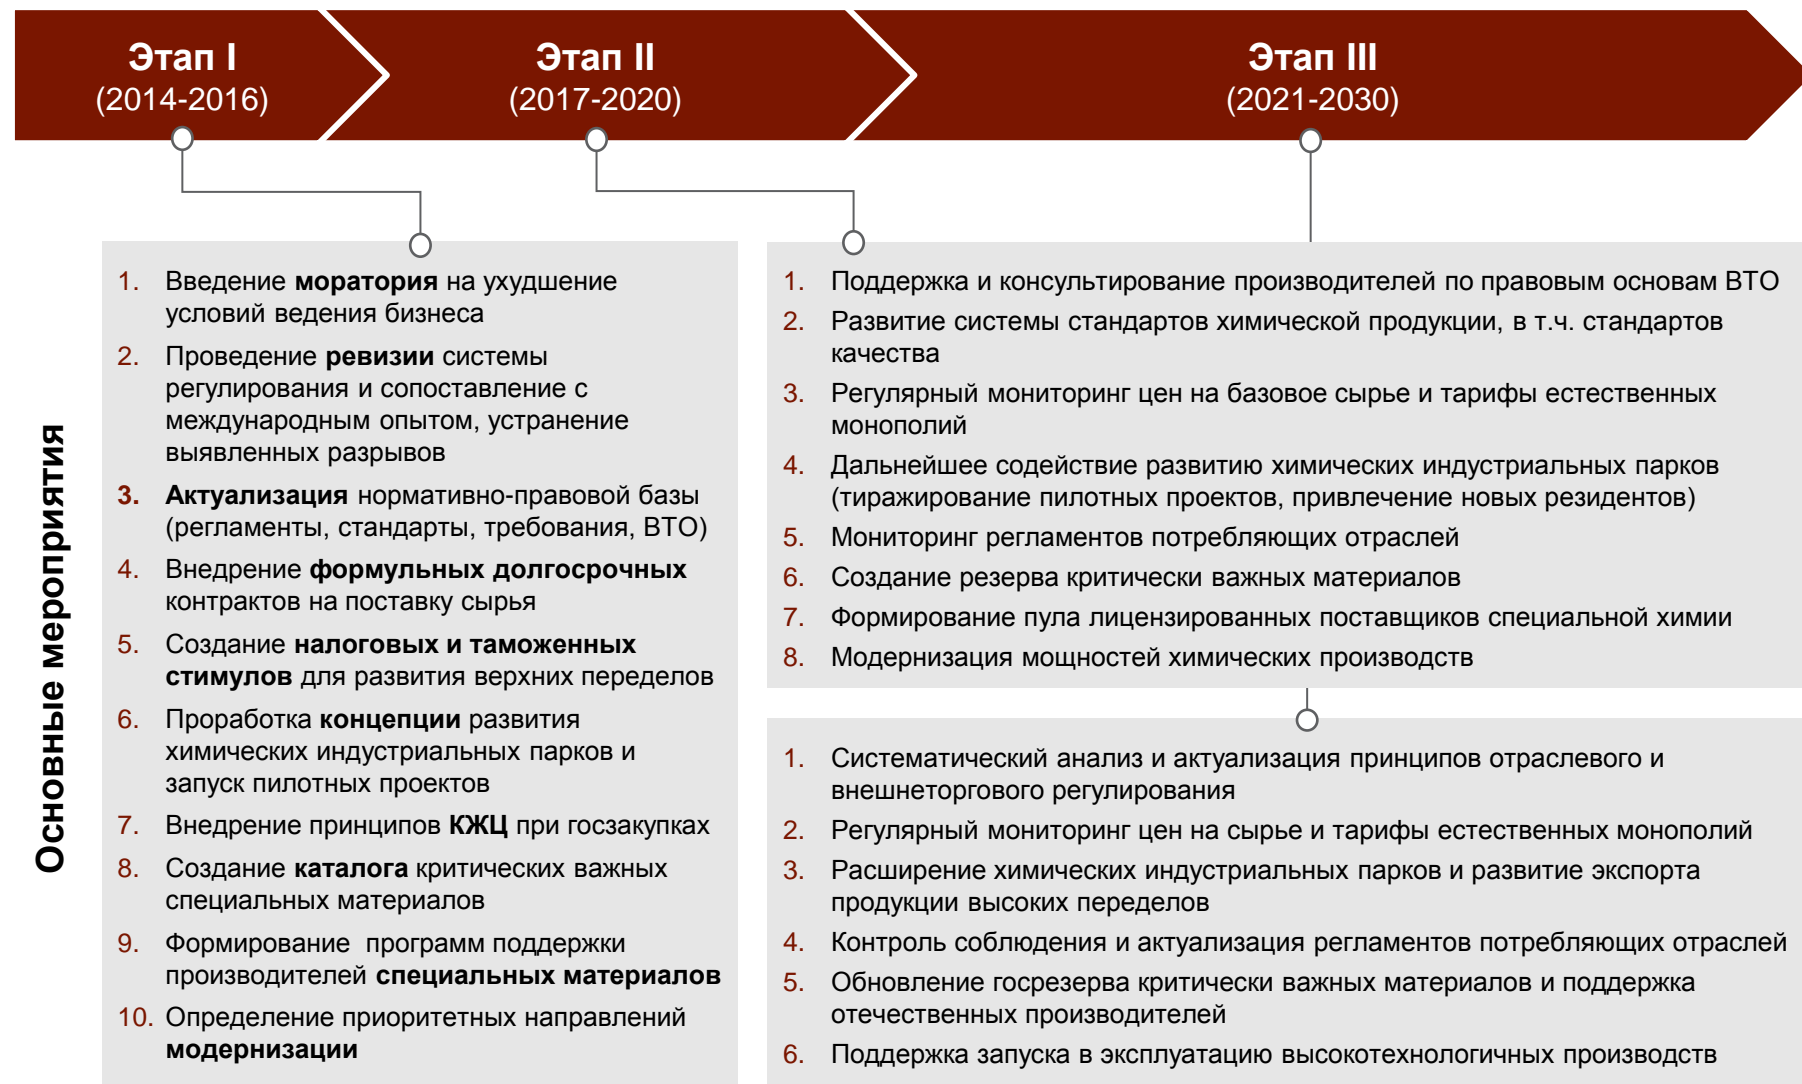 Этап I
(2014-2016)
Этап II
(2017-2020)
Этап III
(2021-2030)
Основные мероприятия
1. Введение моратория на ухудшение
условий ведения бизнеса
2. Проведение ревизии системы
регулирования и сопоставление с
международным опытом, устранение
выявленных разрывов
3. Актуализация нормативно-правовой базы
(регламенты, стандарты, требования, ВТО)
4. Внедрение формульных долгосрочных
контрактов на поставку сырья
5. Создание налоговых и таможенных
стимулов для развития верхних переделов
6. Проработка концепции развития
химических индустриальных парков и
запуск пилотных проектов
7. Внедрение принципов КЖЦ при госзакупках
8. Создание каталога критических важных
специальных материалов
9. Формирование программ поддержки
производителей специальных материалов
10. Определение приоритетных направлений
модернизации
1. Поддержка и консультирование производителей по правовым основам ВТО
2. Развитие системы стандартов химической продукции, в т.ч. стандартов
качества
3. Регулярный мониторинг цен на базовое сырье и тарифы естественных
монополий
4. Дальнейшее содействие развитию химических индустриальных парков
(тиражирование пилотных проектов, привлечение новых резидентов)
5. Мониторинг регламентов потребляющих отраслей
6. Создание резерва критически важных материалов
7. Формирование пула лицензированных поставщиков специальной химии
8. Модернизация мощностей химических производств
1. Систематический анализ и актуализация принципов отраслевого и
внешнеторгового регулирования
2. Регулярный мониторинг цен на сырье и тарифы естественных монополий
3. Расширение химических индустриальных парков и развитие экспорта
продукции высоких переделов
4. Контроль соблюдения и актуализация регламентов потребляющих отраслей
5. Обновление госрезерва критически важных материалов и поддержка
отечественных производителей
6. Поддержка запуска в эксплуатацию высокотехнологичных производств